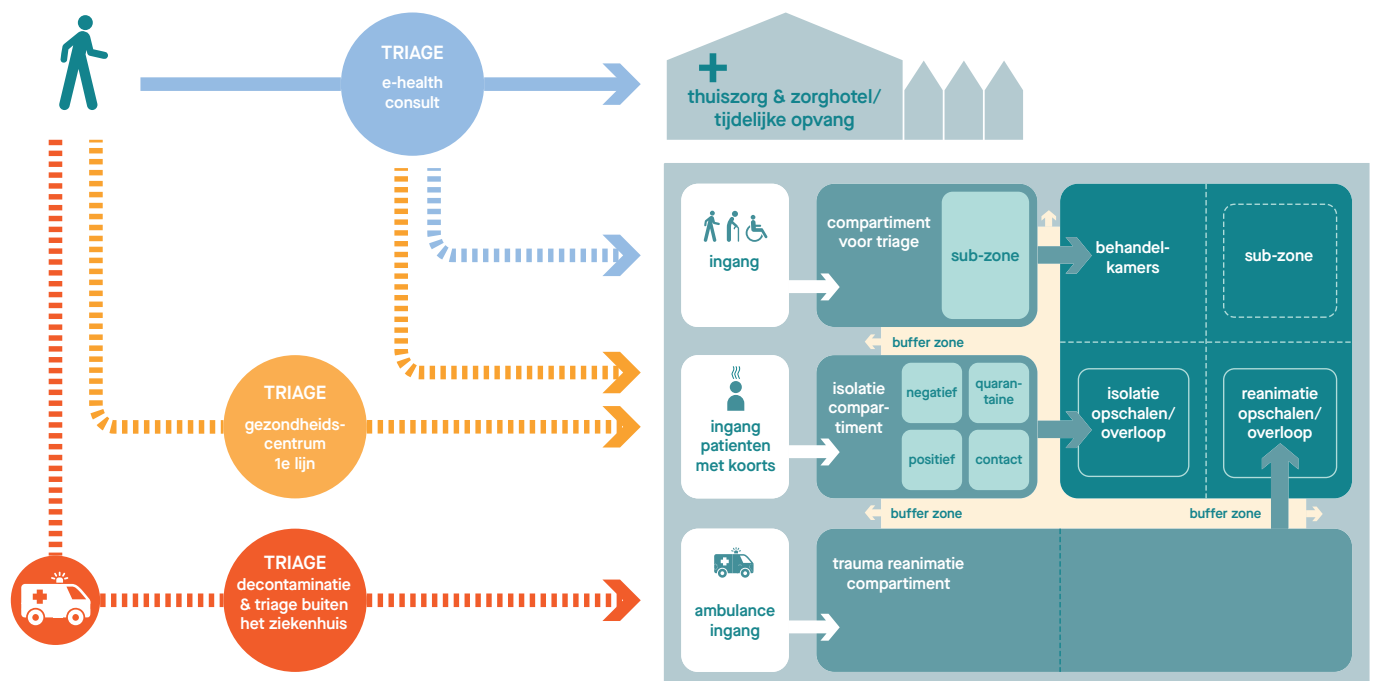 TRIAGE
e-health
consult
thuiszorg & zorghotel/
tijdelijke opvang
ingang
compartiment
voor triage
sub-zone
behandel-
kamers
sub-zone
buffer zone
TRIAGE
gezondheids-
centrum
1e lijn
ingang
patienten
met koorts
isolatie
compar-
timent
negatief
quaran-
taine
positief
contact
isolatie
opschalen/
overloop
reanimatie
opschalen/
overloop
buffer zone
buffer zone
TRIAGE
decontaminatie
& triage buiten
het ziekenhuis
ambulance
ingang
trauma reanimatie
compartiment